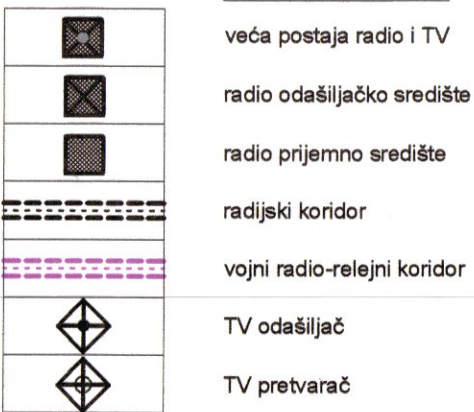 veća postaja radio i TV
radio odašiljačko središte
radio prijemno središte
radijski koridor
vojni radio-relejni koridor
TV odašiljač
TV pretvarač